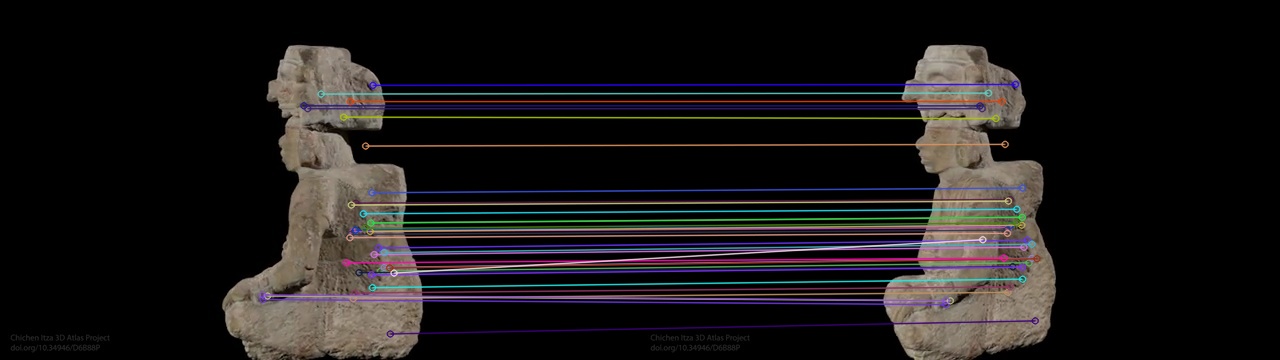 Chichen Itza 3D Atlas Project
doi.org/10.34946/D6B88P
Chichen Itza 3D Atlas Project
doi.org/10.34946/D6B88P